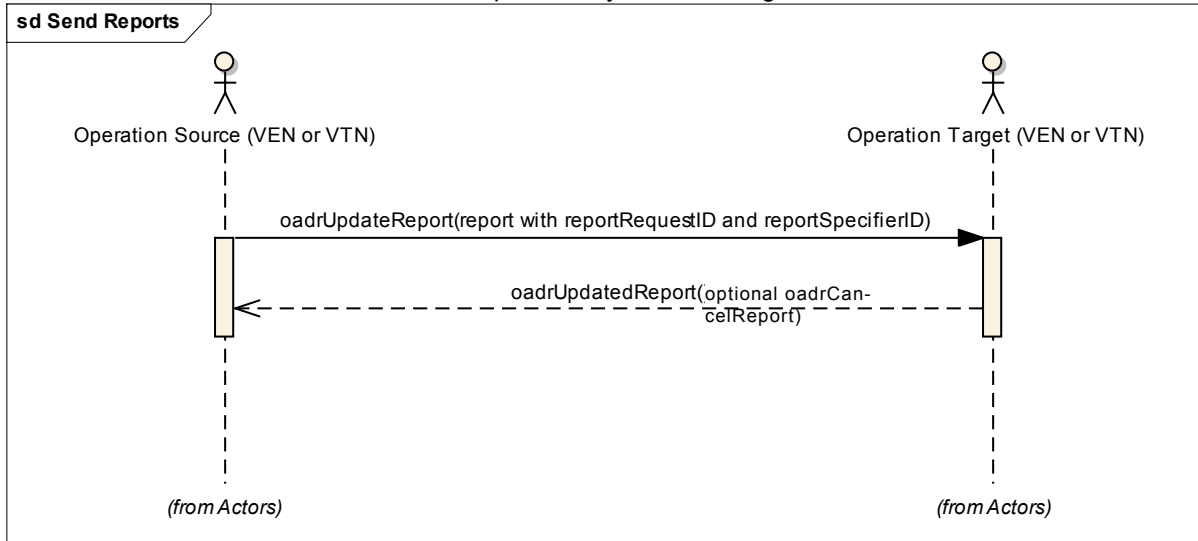 sd Send Reports
Operation Source (VEN or VTN)
Operation Target (VEN or VTN)
oadrUpdateReport(report with reportRequestID and reportSpecifierID)
oadrUpdatedReport(optional oadrCan-
celReport)
(from Actors)
(from Actors)